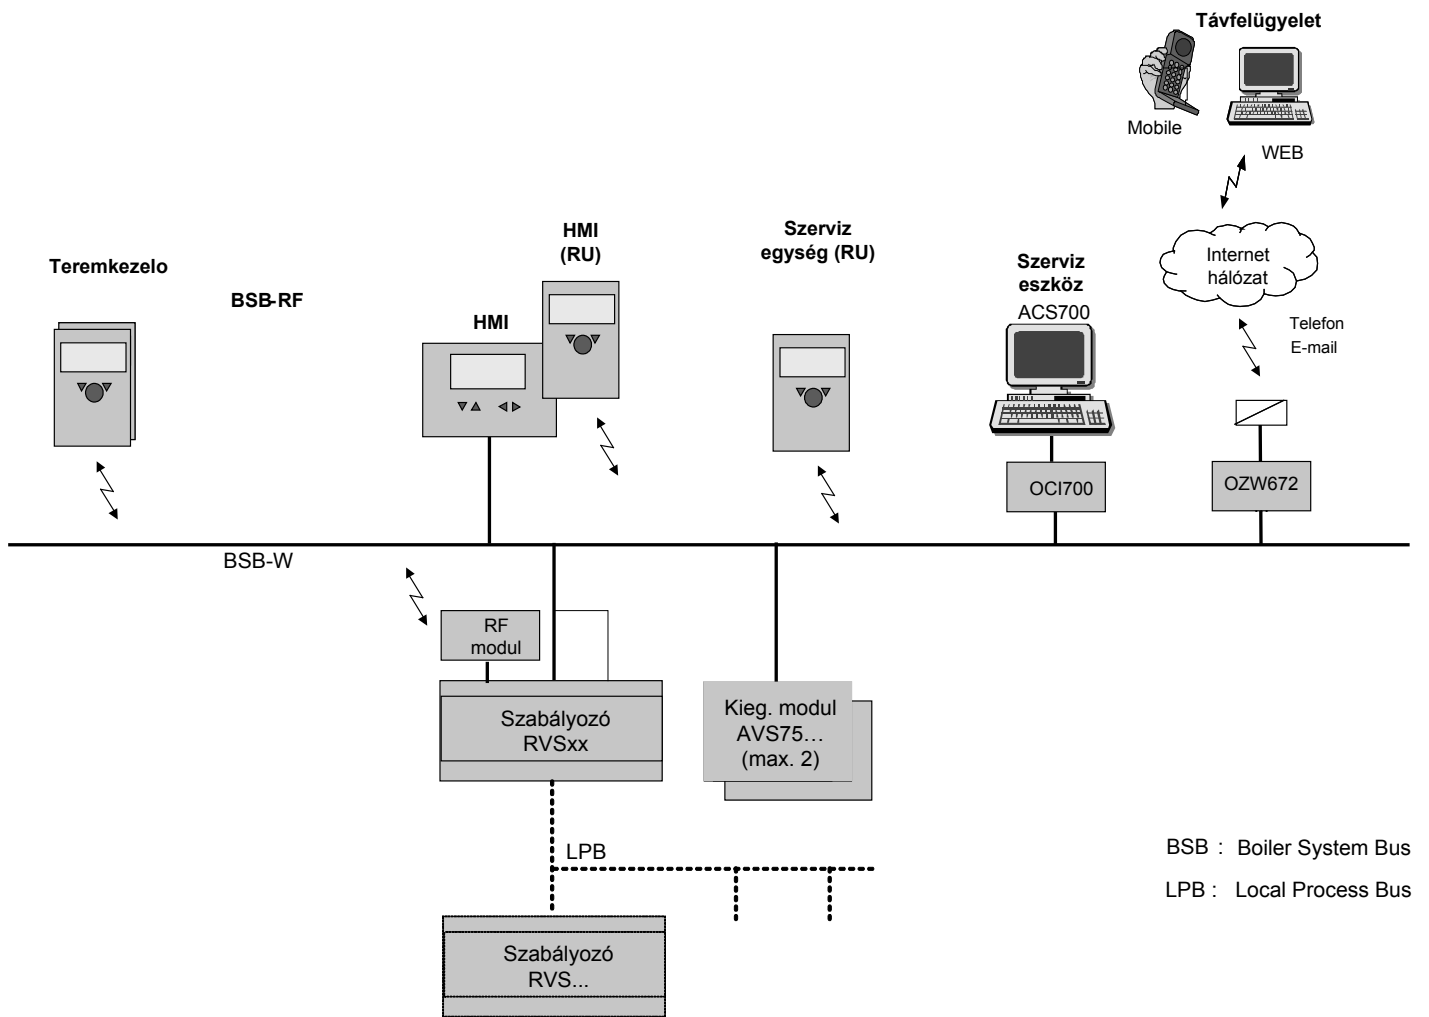 Távfelügyelet
Mobile
WEB
Internet
hálózat
Telefon
E-mail
Teremkezelo
BSB-RF
HMI
HMI
(RU)
Szerviz
egység (RU)
Szerviz
eszköz
ACS700
OCI700
OZW672
BSB-W
RF
modul
Szabályozó
RVSxx
Kieg. modul
AVS75…
(max. 2)
LPB
Szabályozó
RVS...
BSB : Boiler System Bus
LPB : Local Process Bus